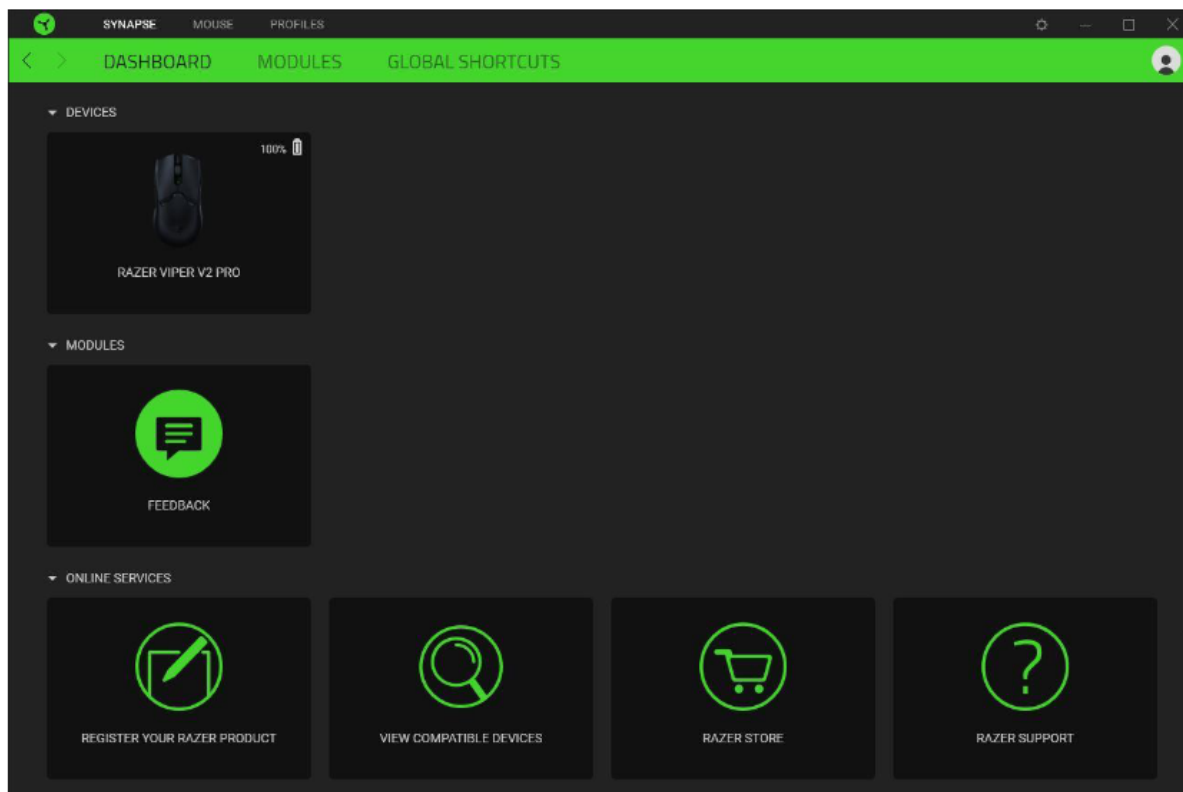 SYNAPSE MOUSE PROFILES
DASHBOARD MODULES GLOBAL SHORTCUTS
DEVICES
100%
RAZER VIPER V2 PRO
MODULES
FEEDBACK
ONLINE SERVICES
REGISTER YOUR RAZER PRODUCT VIEW COMPATIBLE DEVICES RAZER STORE RAZER SUPPORT